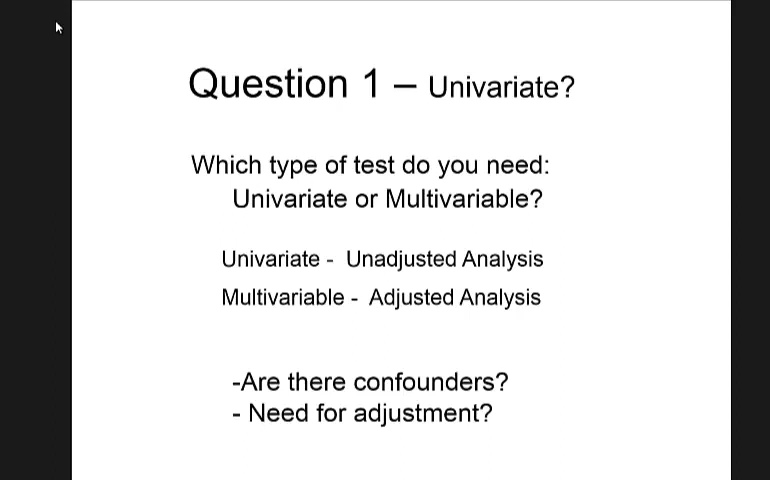 Question 1 – Univariate?
Which type of test do you need:
Univariate or Multivariable?
Univariate - Unadjusted Analysis
Multivariable - Adjusted Analysis
-Are there confounders?
- Need for adjustment?